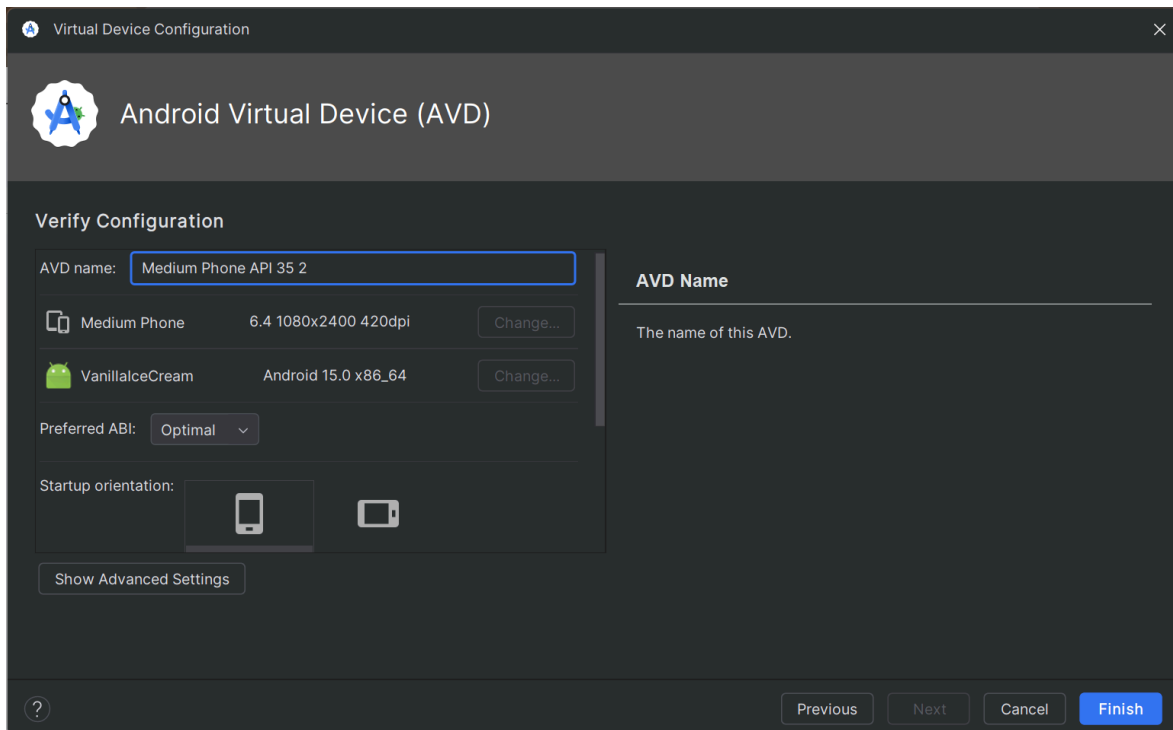 Virtual Device Configuration
Android Virtual Device (AVD)
Verify Configuration
AVD name: Medium Phone API 35 2
Medium Phone 6.4 1080x2400 420dpi Change...
VanillaIceCream Android 15.0 x86_64 Change...
Preferred ABI: Optimal
Startup orientation:
Show Advanced Settings
AVD Name
The name of this AVD.
? Previous Next Cancel Finish